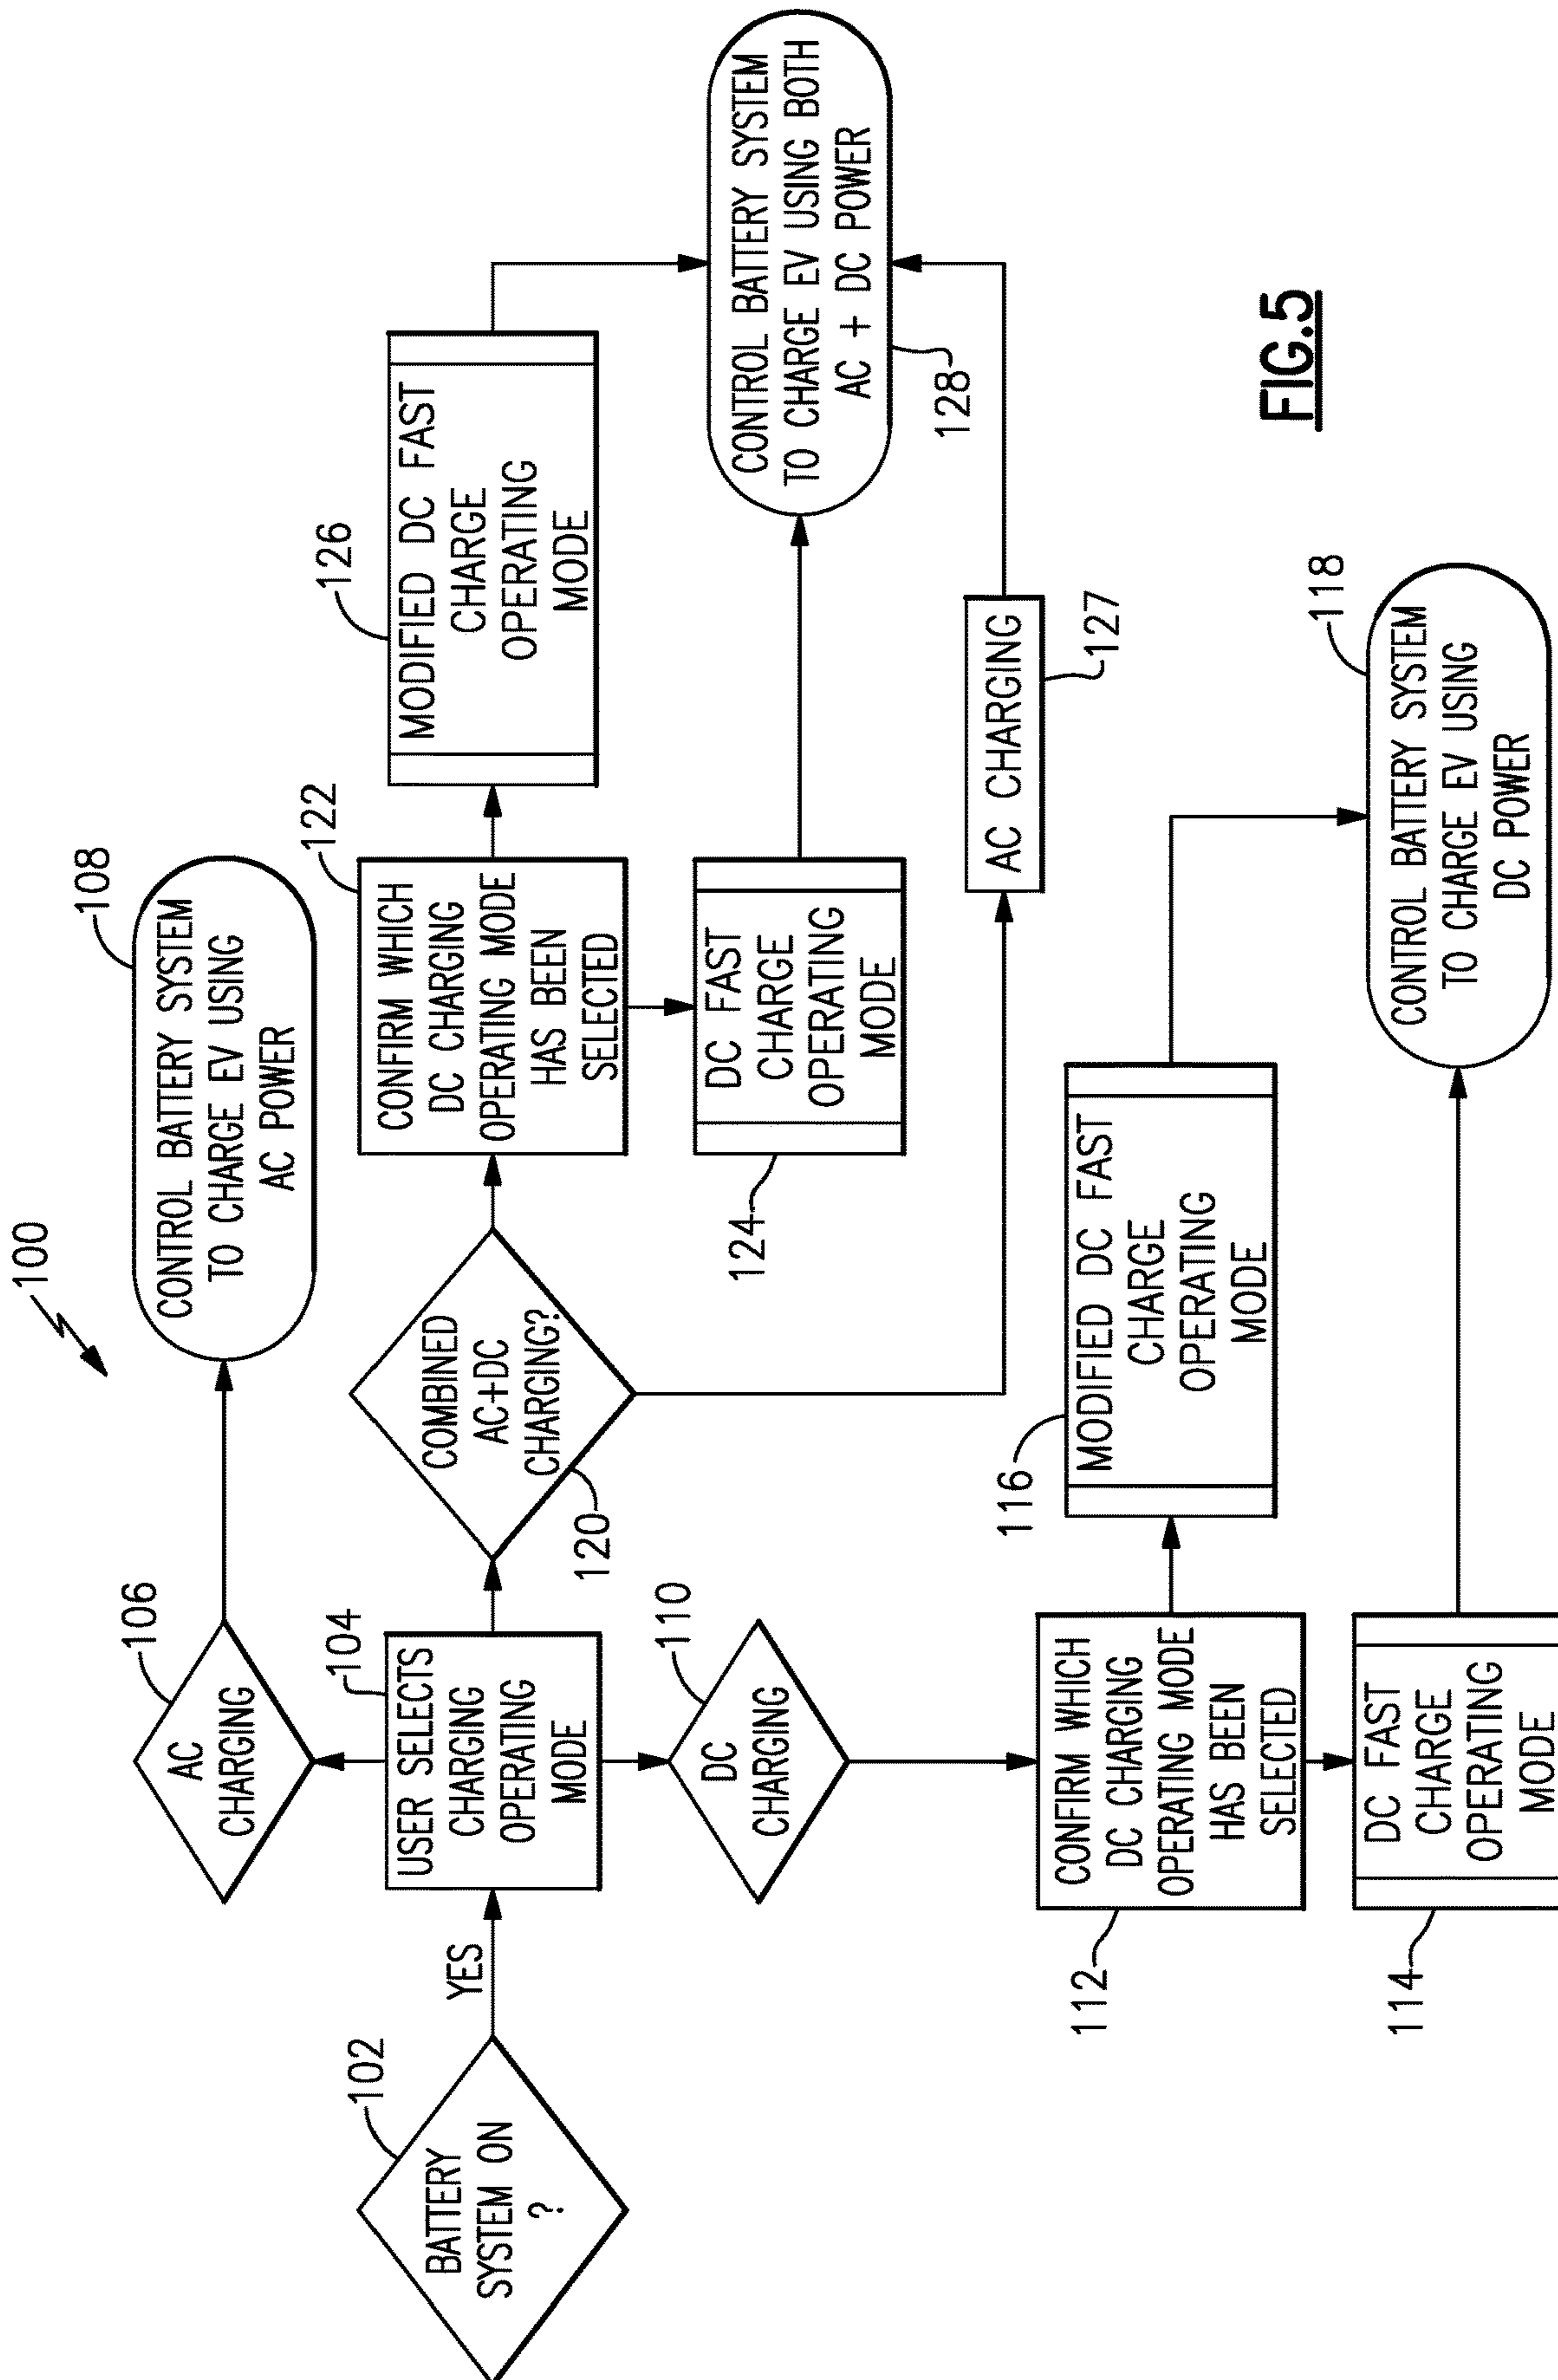 100
102
BATTERY
SYSTEM ON
?
YES
104
USER SELECTS
CHARGING
OPERATING
MODE
106
AC
CHARGING
108
CONTROL BATTERY SYSTEM
TO CHARGE EV USING
AC POWER
110
DC
CHARGING
120
COMBINED
AC+DC
CHARGING?
122
CONFIRM WHICH
DC CHARGING
OPERATING MODE
HAS BEEN
SELECTED
126
MODIFIED DC FAST
CHARGE
OPERATING
MODE
124
DC FAST
CHARGE
OPERATING
MODE
AC CHARGING
127
CONTROL BATTERY SYSTEM
TO CHARGE EV USING BOTH
AC + DC POWER
128
112
CONFIRM WHICH
DC CHARGING
OPERATING MODE
HAS BEEN
SELECTED
116
MODIFIED DC FAST
CHARGE
OPERATING
MODE
114
DC FAST
CHARGE
OPERATING
MODE
118
CONTROL BATTERY SYSTEM
TO CHARGE EV USING
DC POWER
FIG.5